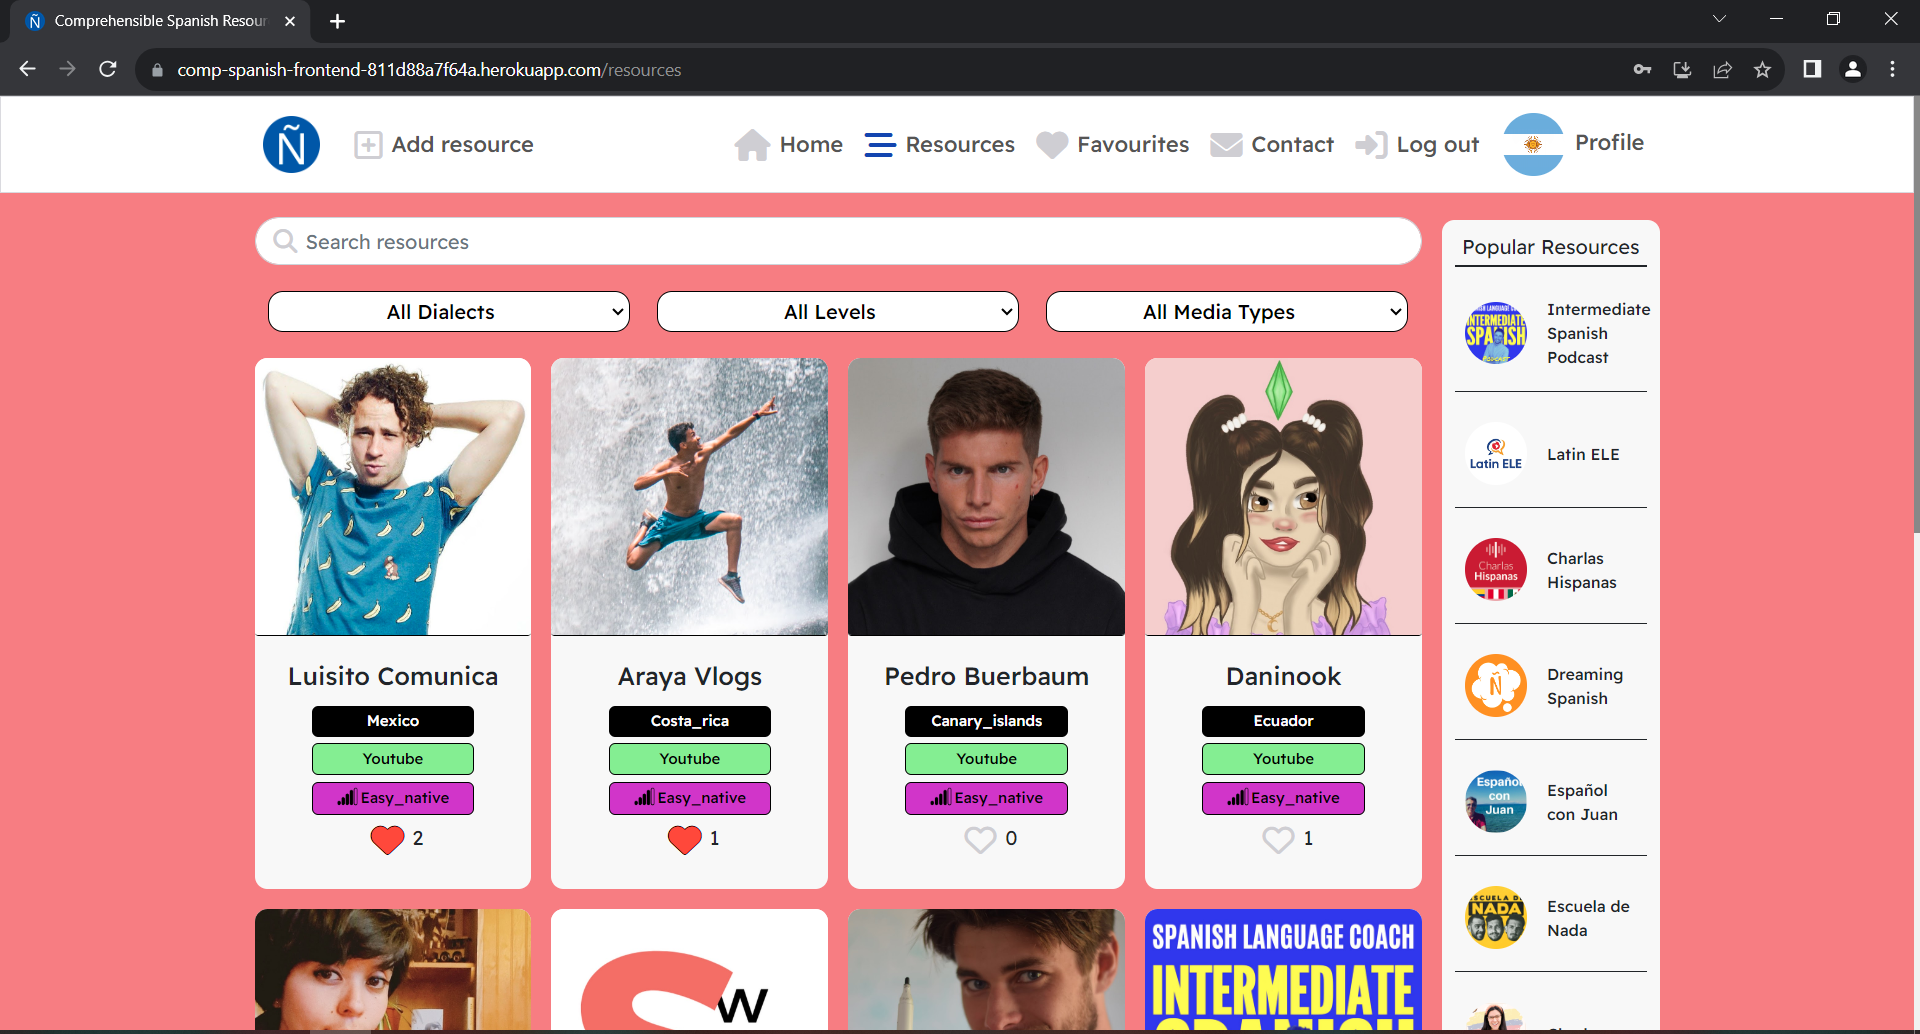 Ñ Comprehensible Spanish Resour
comp-spanish-frontend-811d88a7f64a.herokuapp.com/resources
Ñ Add resource Home Resources Favourites Contact Log out Profile
Search resources
All Dialects All Levels All Media Types
Luisito Comunica
Mexico
Youtube
Easy_native
2
Araya Vlogs
Costa_rica
Youtube
Easy_native
1
Pedro Buerbaum
Canary_islands
Youtube
Easy_native
0
Daninook
Ecuador
Youtube
Easy_native
1
W
SPANISH LANGUAGE COACH
INTERMEDIATE
SPANISH
Popular Resources
INTERMEDIATE
SPANISH
PODCAST
Intermediate
Spanish
Podcast
Latin ELE
Latin ELE
Charlas
Hispanas
Charlas
Hispanas
Ñ
Dreaming
Spanish
Español
con
Juan
Español
con Juan
ESCUELA DE
NADA
Escuela de
Nada